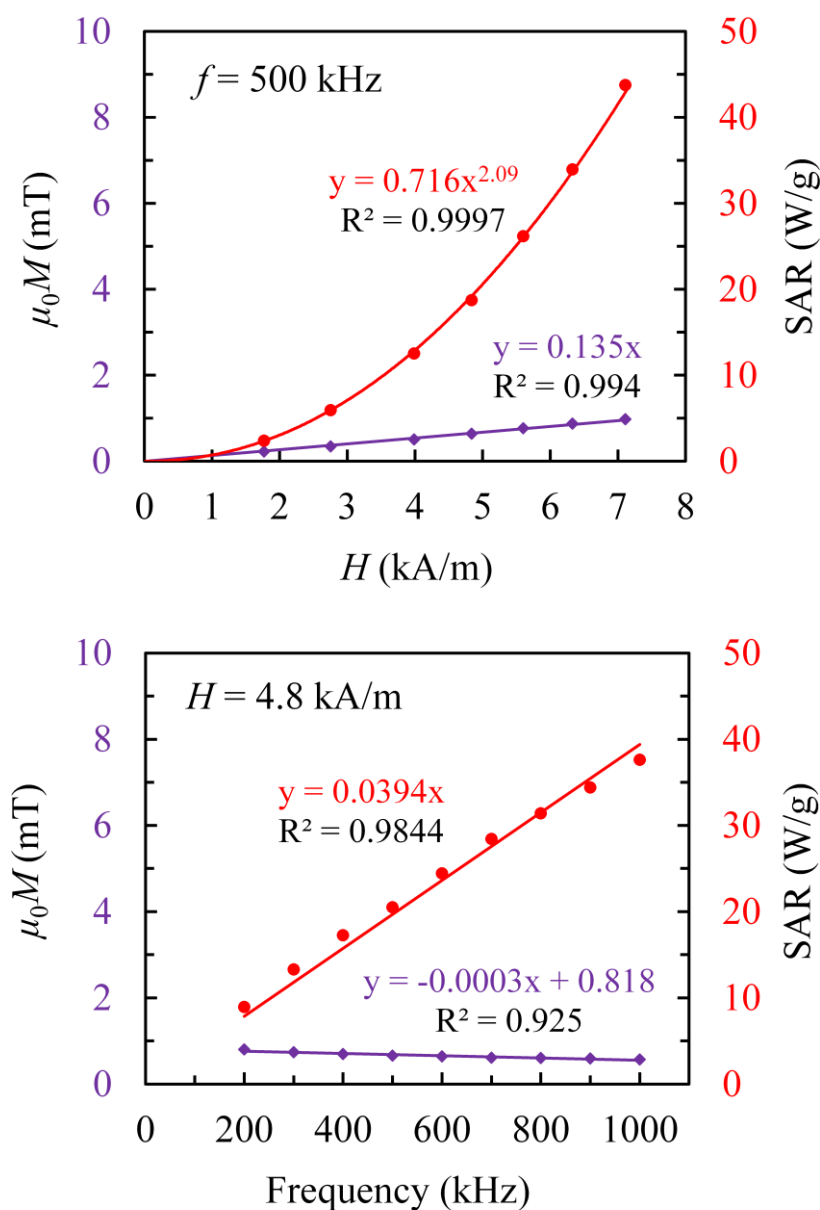 f = 500 kHz
y = 0.716x^2.09
R² = 0.9997
y = 0.135x
R² = 0.994
μ₀M (mT)
10
8
6
4
2
0
SAR (W/g)
50
40
30
20
10
0
0 1 2 3 4 5 6 7 8
H (kA/m)
H = 4.8 kA/m
y = 0.0394x
R² = 0.9844
y = -0.0003x + 0.818
R² = 0.925
μ₀M (mT)
10
8
6
4
2
0
SAR (W/g)
50
40
30
20
10
0
0 200 400 600 800 1000
Frequency (kHz)